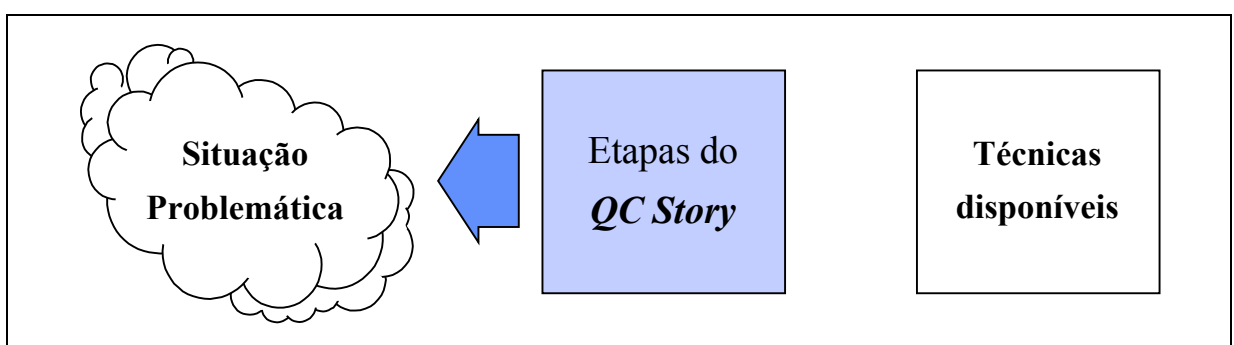 Situação
Problemática
Etapas do
QC Story
Técnicas
disponíveis